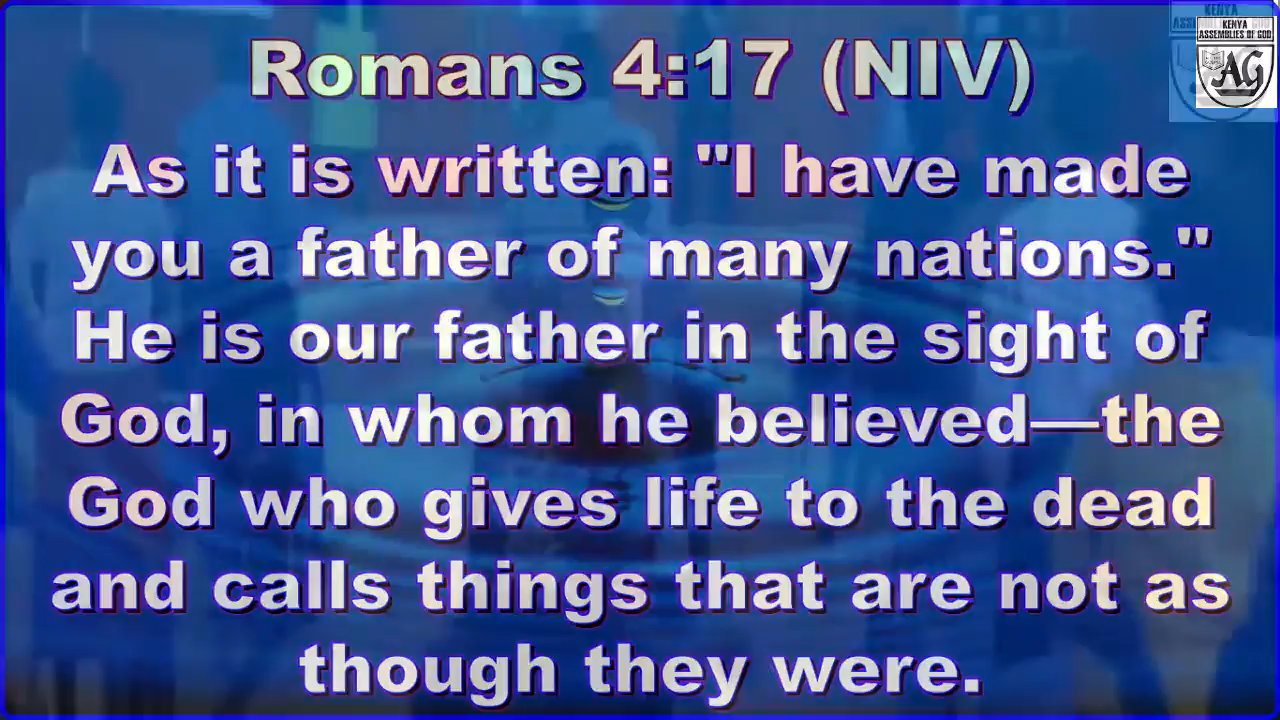 KENYA
ASSEMBLIES OF GOD
AG
Romans 4:17 (NIV)
As it is written: "I have made
you a father of many nations."
He is our father in the sight of
God, in whom he believed—the
God who gives life to the dead
and calls things that are not as
though they were.